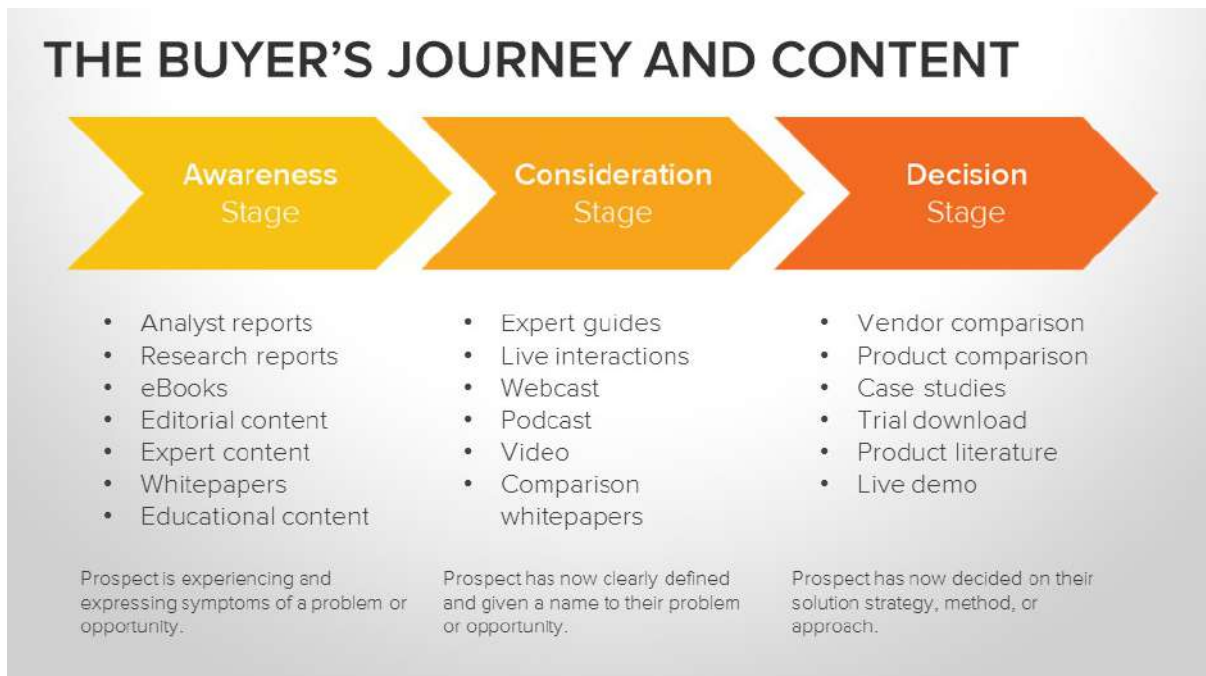 THE BUYER'S JOURNEY AND CONTENT
Awareness
Stage
Consideration
Stage
Decision
Stage
• Analyst reports
• Research reports
• eBooks
• Editorial content
• Expert content
• Whitepapers
• Educational content
• Expert guides
• Live interactions
• Webcast
• Podcast
• Video
• Comparison
whitepapers
• Vendor comparison
• Product comparison
• Case studies
• Trial download
• Product literature
• Live demo
Prospect is experiencing and
expressing symptoms of a problem or
opportunity.
Prospect has now clearly defined
and given a name to their problem
or opportunity.
Prospect has now decided on their
solution strategy, method, or
approach.